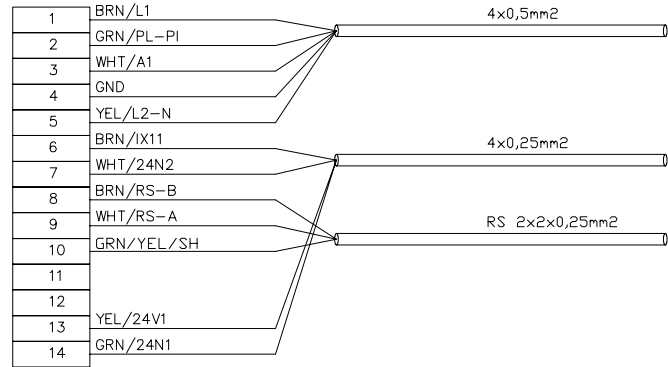 1 BRN/L1 4x0,5mm2
2 GRN/PL-PI
3 WHT/A1
4 GND
5 YEL/L2-N
6 BRN/IX11 4x0,25mm2
7 WHT/24N2
8 BRN/RS-B
9 WHT/RS-A RS 2x2x0,25mm2
10 GRN/YEL/SH
11
12
13 YEL/24V1
14 GRN/24N1